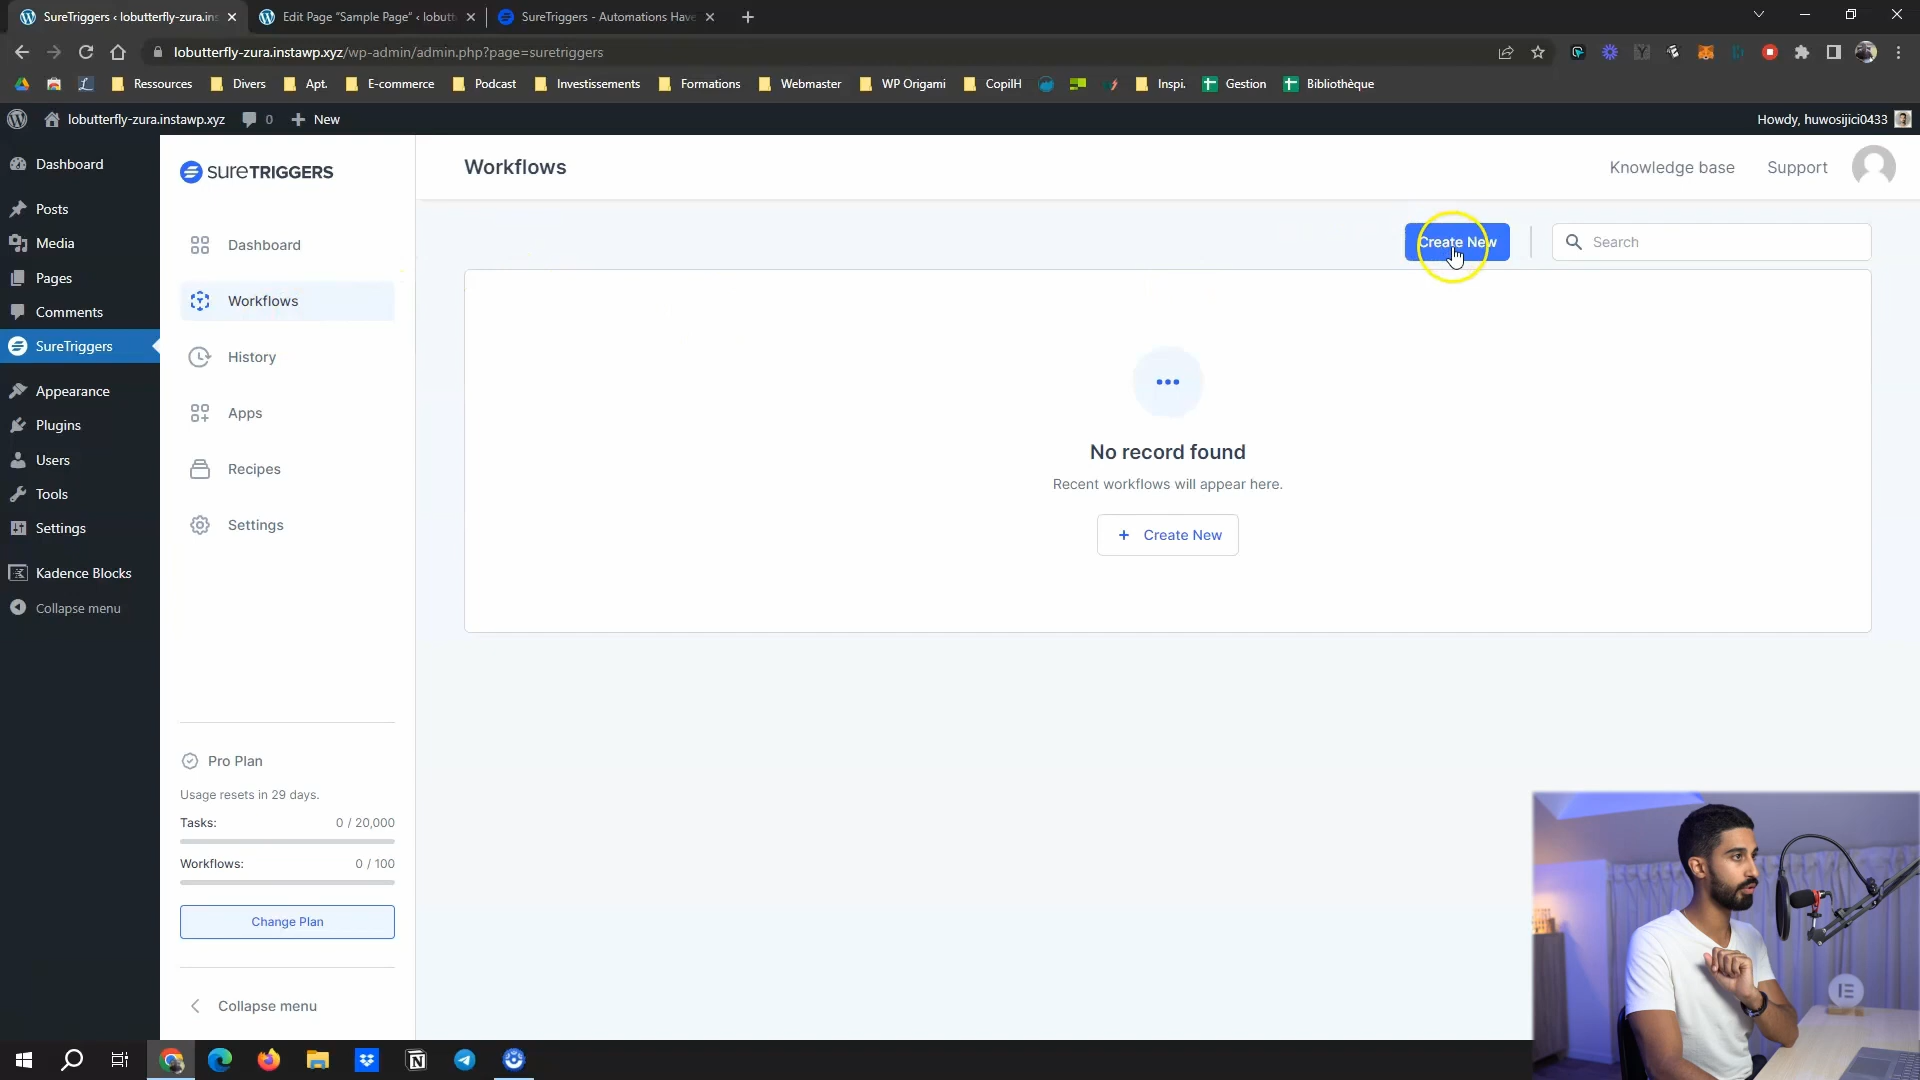 SureTriggers ‹ lobutterfly-zura.ins
Edit Page "Sample Page" ‹ lobutt
SureTriggers - Automations Have
lobutterfly-zura.instawp.xyz/wp-admin/admin.php?page=suretriggers
Ressources
Divers
Apt.
E-commerce
Podcast
Investissements
Formations
Webmaster
WP Origami
CopilH
Inspi.
Gestion
Bibliothèque
lobutterfly-zura.instawp.xyz
0
New
Howdy, huwosijici0433
Dashboard
Posts
Media
Pages
Comments
SureTriggers
Appearance
Plugins
Users
Tools
Settings
Kadence Blocks
Collapse menu
SureTRIGGERS
Dashboard
Workflows
History
Apps
Recipes
Settings
Pro Plan
Usage resets in 29 days.
Tasks: 0 / 20,000
Workflows: 0 / 100
Change Plan
Collapse menu
Workflows
Knowledge base
Support
Create New
Search
No record found
Recent workflows will appear here.
+ Create New